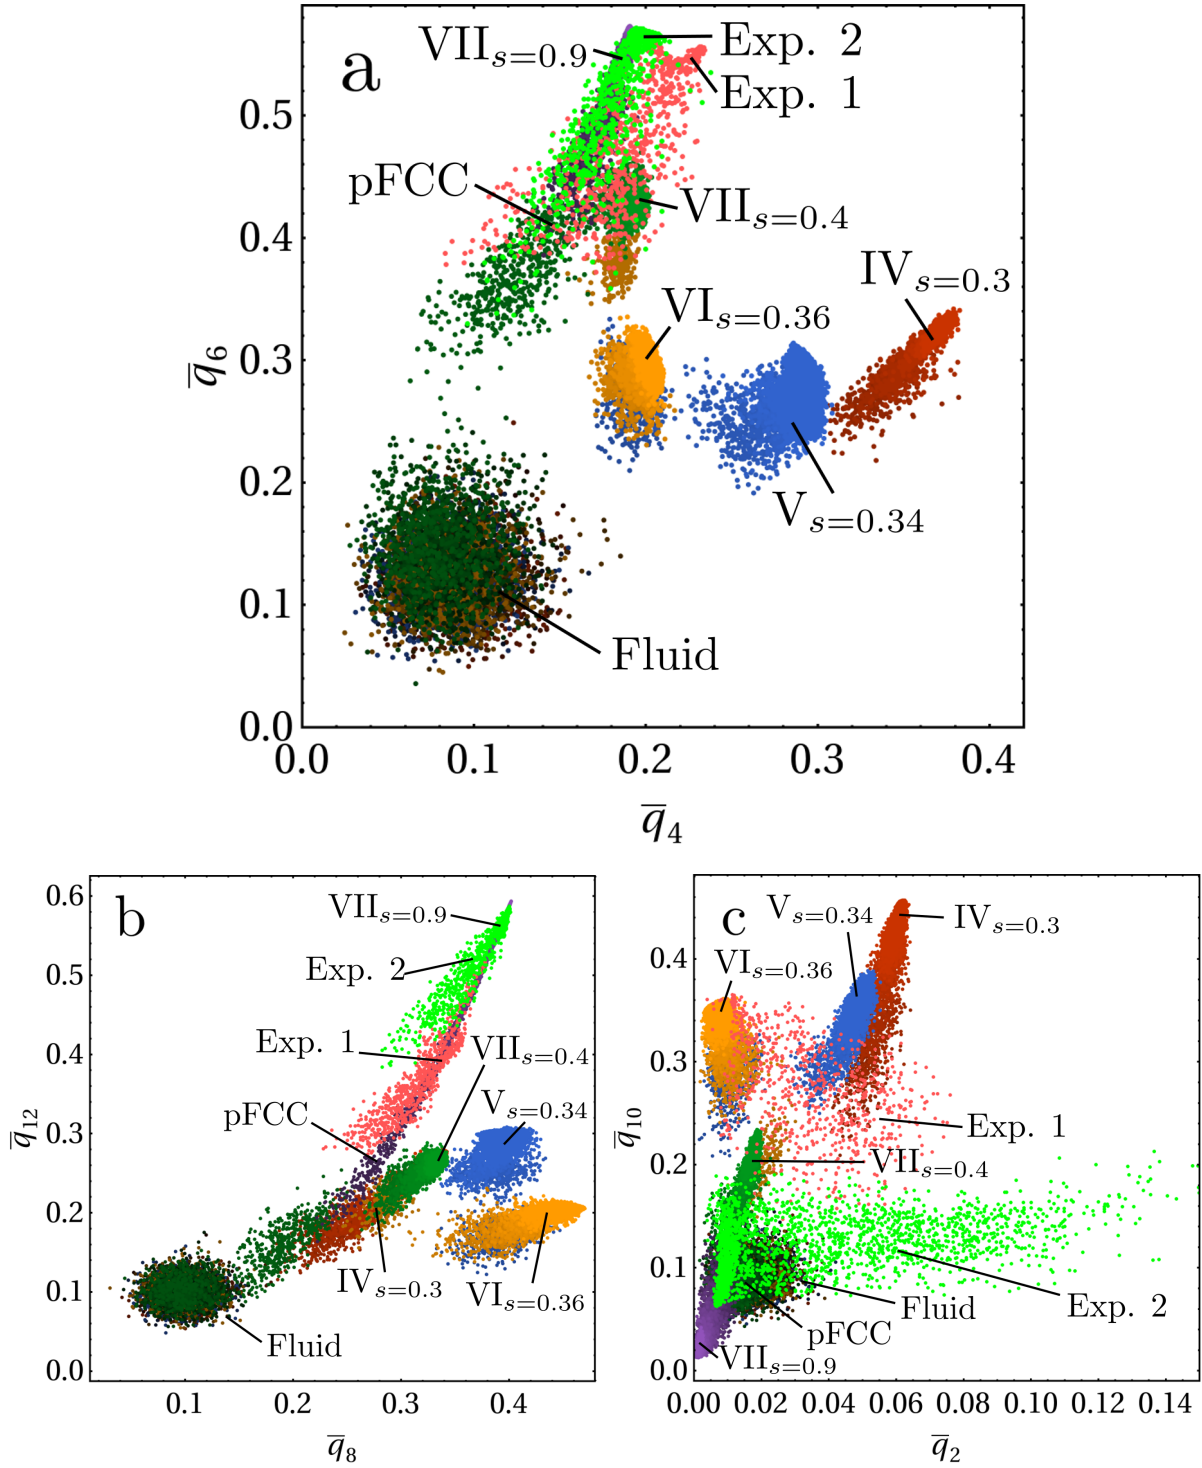 a
VII_{s=0.9}
Exp. 2
Exp. 1
pFCC
VII_{s=0.4}
IV_{s=0.3}
VI_{s=0.36}
V_{s=0.34}
Fluid
0.5
0.4
0.3
0.2
0.1
0.0
q̅_6
0.0 0.1 0.2 0.3 0.4
q̅_4
b
VII_{s=0.9}
Exp. 2
Exp. 1
VII_{s=0.4}
V_{s=0.34}
pFCC
IV_{s=0.3}
VI_{s=0.36}
Fluid
0.6
0.5
0.4
0.3
0.2
0.1
0.0
q̅_{12}
0.1 0.2 0.3 0.4
q̅_8
c
V_{s=0.34}
IV_{s=0.3}
VI_{s=0.36}
Exp. 1
VII_{s=0.4}
Fluid
Exp. 2
pFCC
VII_{s=0.9}
0.4
0.3
0.2
0.1
0.0
q̅_{10}
0.00 0.02 0.04 0.06 0.08 0.10 0.12 0.14
q̅_2